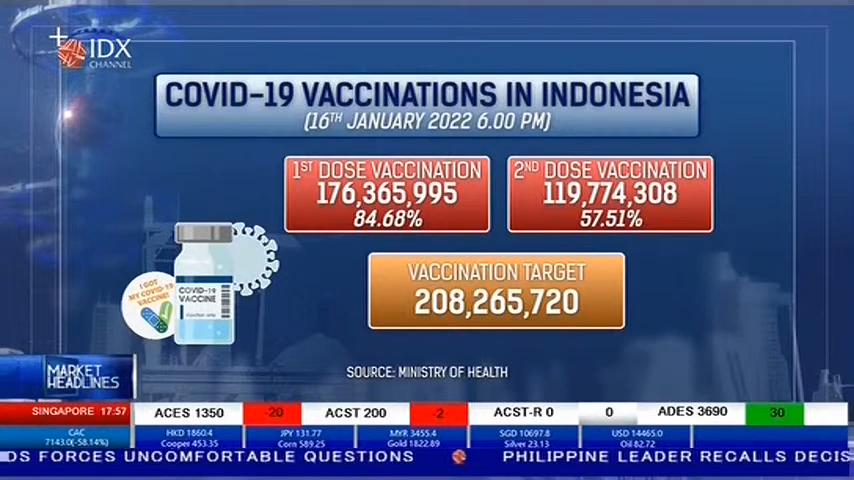 IDX
CHANNEL
COVID-19 VACCINATIONS IN INDONESIA
(16TH JANUARY 2022 6.00 PM)
1ST DOSE VACCINATION
176,365,995
84.68%
2ND DOSE VACCINATION
119,774,308
57.51%
VACCINATION TARGET
208,265,720
I GOT
MY COVID-19
VACCINE!
COVID-19
VACCINE
SOURCE: MINISTRY OF HEALTH
MARKET
HEADLINES
SINGAPORE 17:57
ACES 1350 -20 ACST 200 -2 ACST-R 0 0 ADES 3690 30
CAC HKD 1860.4 JPY 131.77 MYR 3455.4 SGD 10697.8 USD 14465.0
7143.0(-58.14%) Copper 453.35 Corn 589.25 Gold 1822.89 Silver 23.13 Oil 82.72
DS FORCES UNCOMFORTABLE QUESTIONS PHILIPPINE LEADER RECALLS DECIS